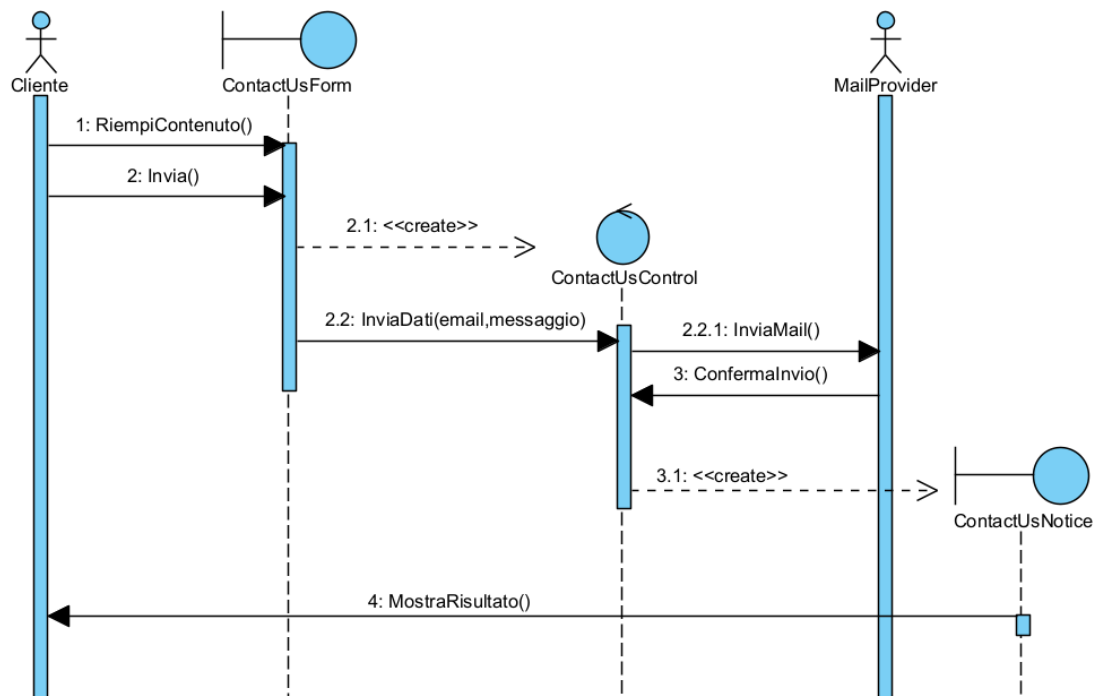 Cliente
ContactUsForm
MailProvider
1: RiempiContenuto()
2: Invia()
2.1: <<create>>
ContactUsControl
2.2: InviaDati(email,messaggio)
2.2.1: InviaMail()
3: ConfermaInvio()
3.1: <<create>>
ContactUsNotice
4: MostraRisultato()